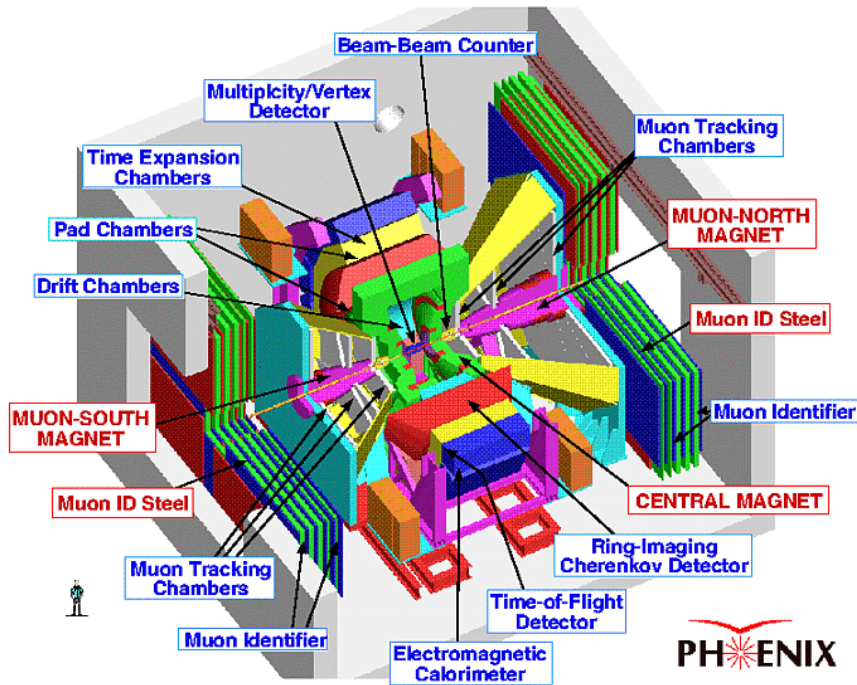 Beam-Beam Counter
Multiplcity/Vertex
Detector
Muon Tracking
Chambers
Time Expansion
Chambers
MUON-NORTH
MAGNET
Pad Chambers
Drift Chambers
Muon ID Steel
MUON-SOUTH
MAGNET
Muon Identifier
Muon ID Steel
CENTRAL MAGNET
Ring-Imaging
Cherenkov Detector
Muon Tracking
Chambers
Time-of-Flight
Detector
Muon Identifier
Electromagnetic
Calorimeter
PHENIX